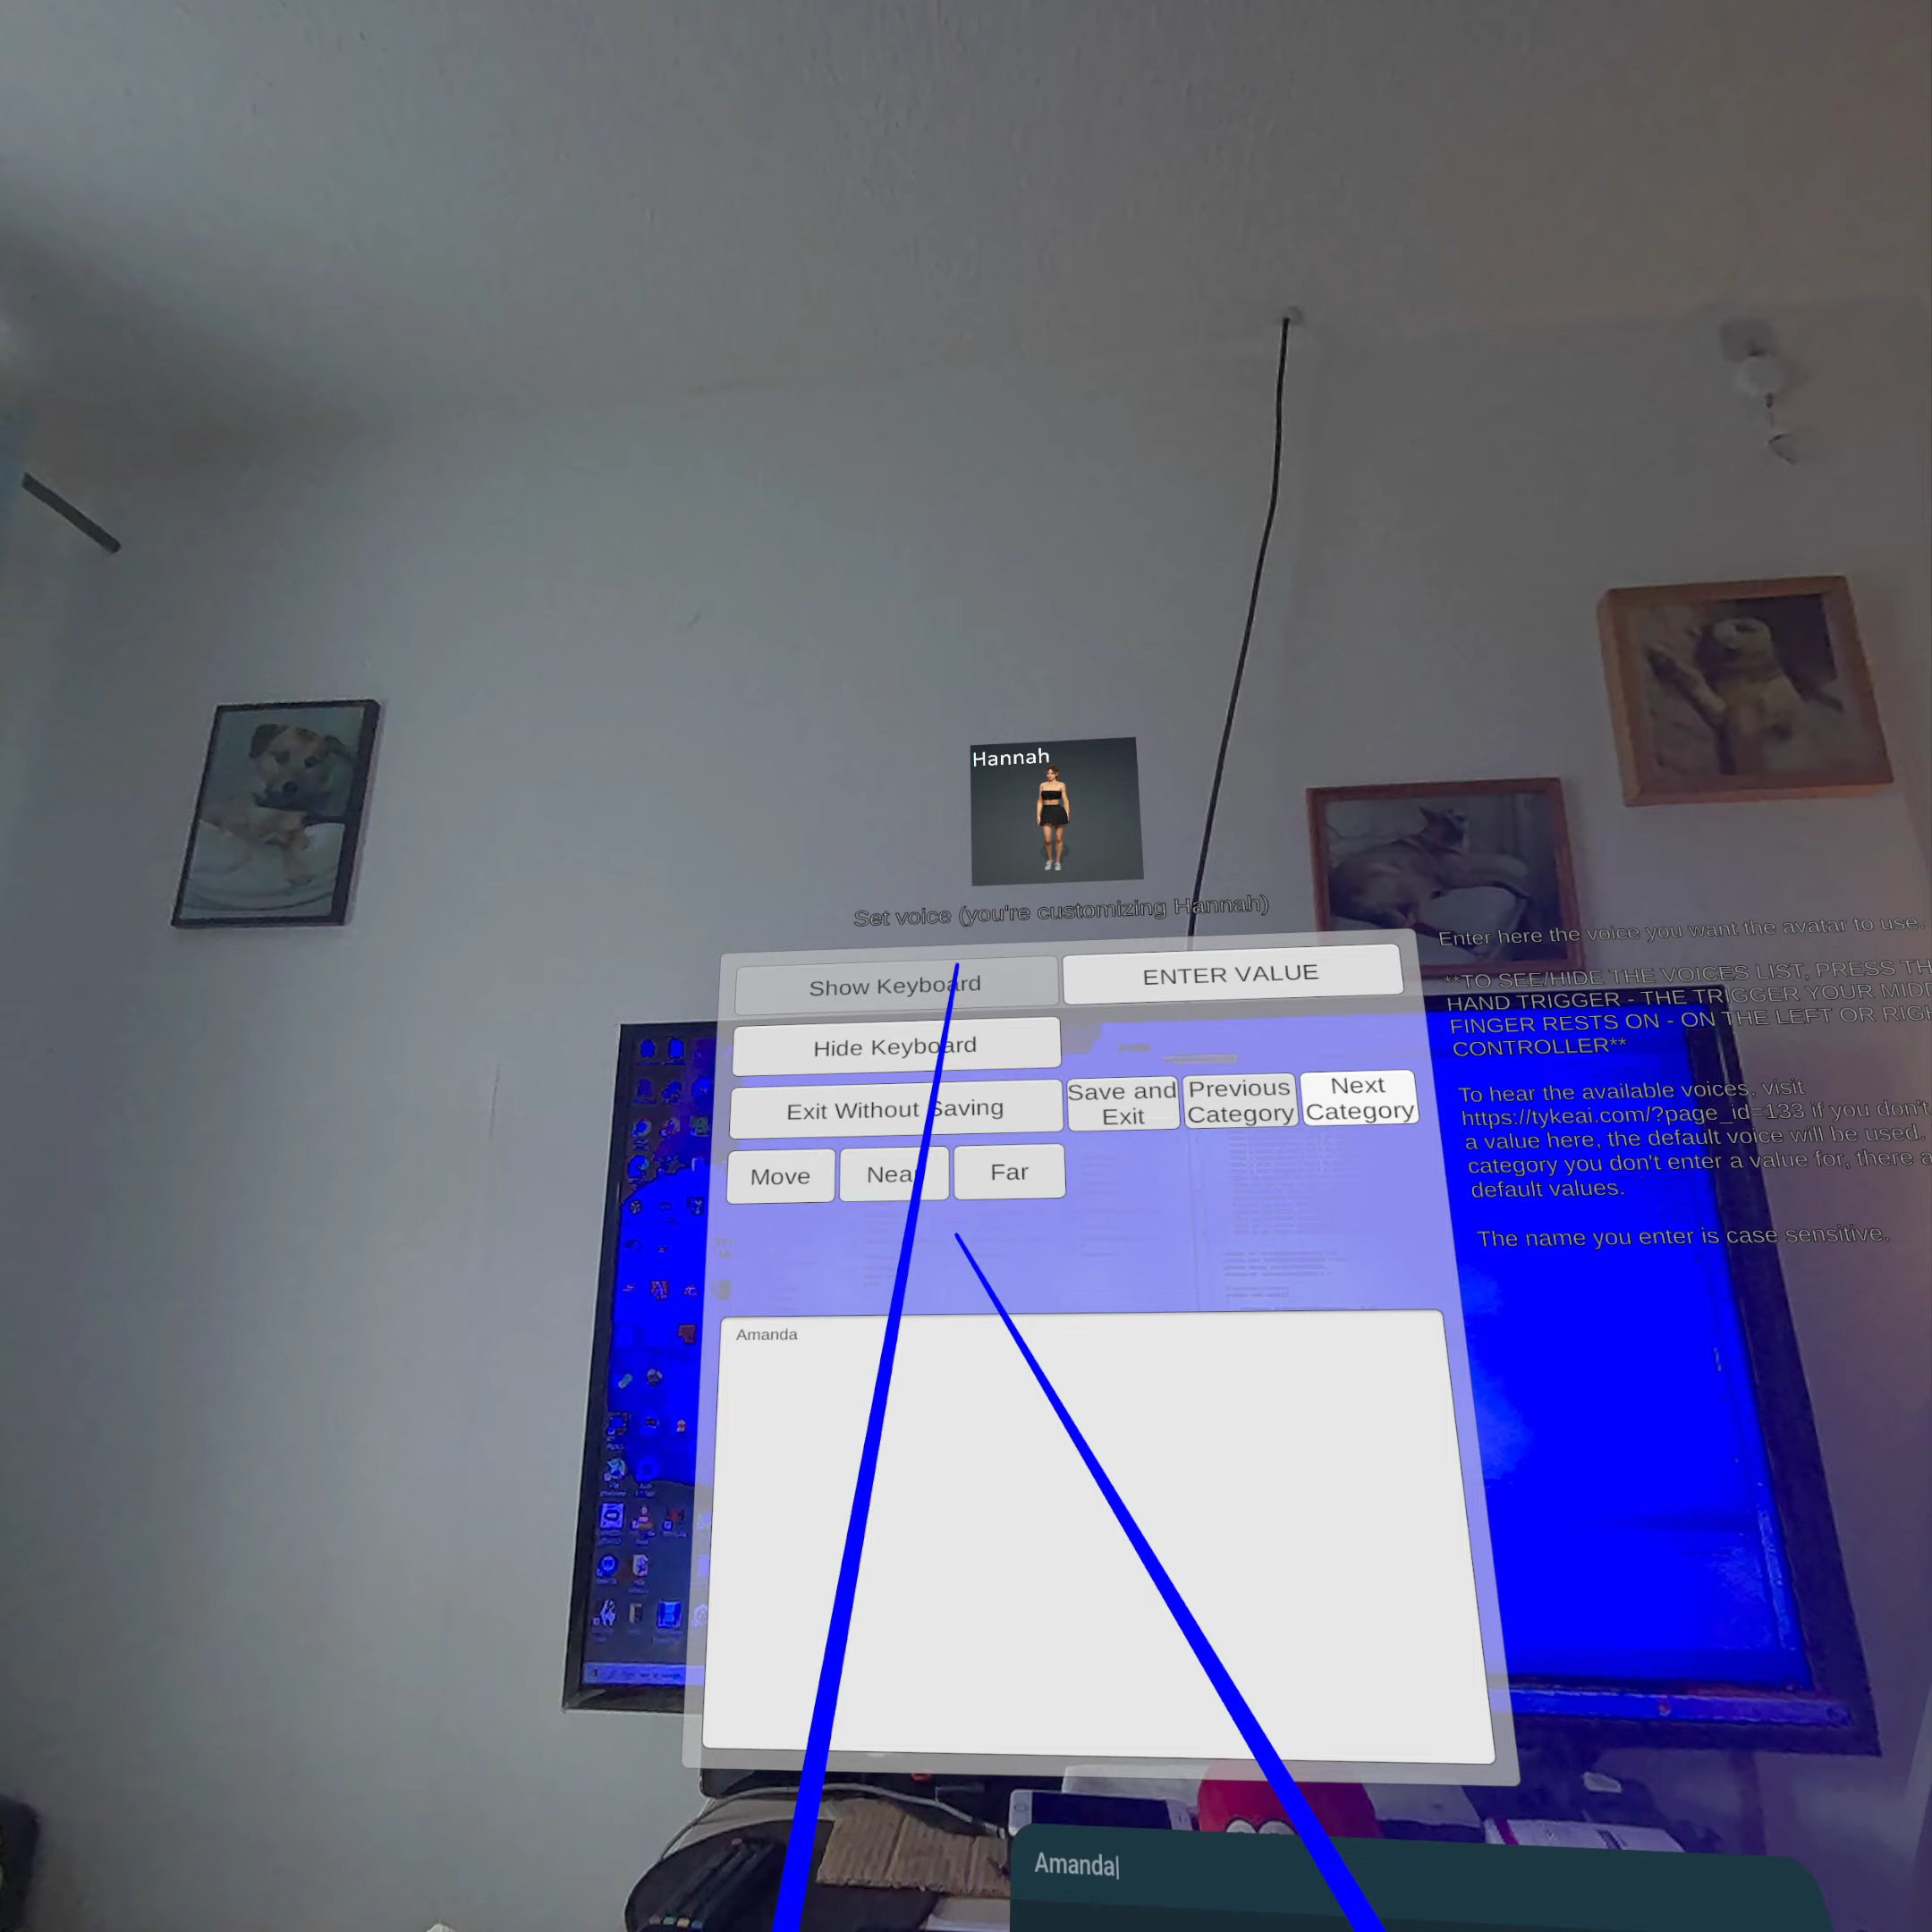 Hannah
Set voice (you're customizing Hannah)
Show Keyboard
ENTER VALUE
Hide Keyboard
Exit Without Saving
Save and
Exit
Previous
Category
Next
Category
Move
Near
Far
Amanda
Enter here the voice you want the avatar to use.
**TO SEE/HIDE THE VOICES LIST, PRESS
HAND TRIGGER - THE TRIGGER YOUR
FINGER RESTS ON - ON THE LEFT OR
CONTROLLER**
To hear the available voices, visit
https://tykeai.com/?page_id=133 if you don't
a value here, the default voice will be used.
category you don't enter a value for, there
default values.
The name you enter is case sensitive.
Amanda